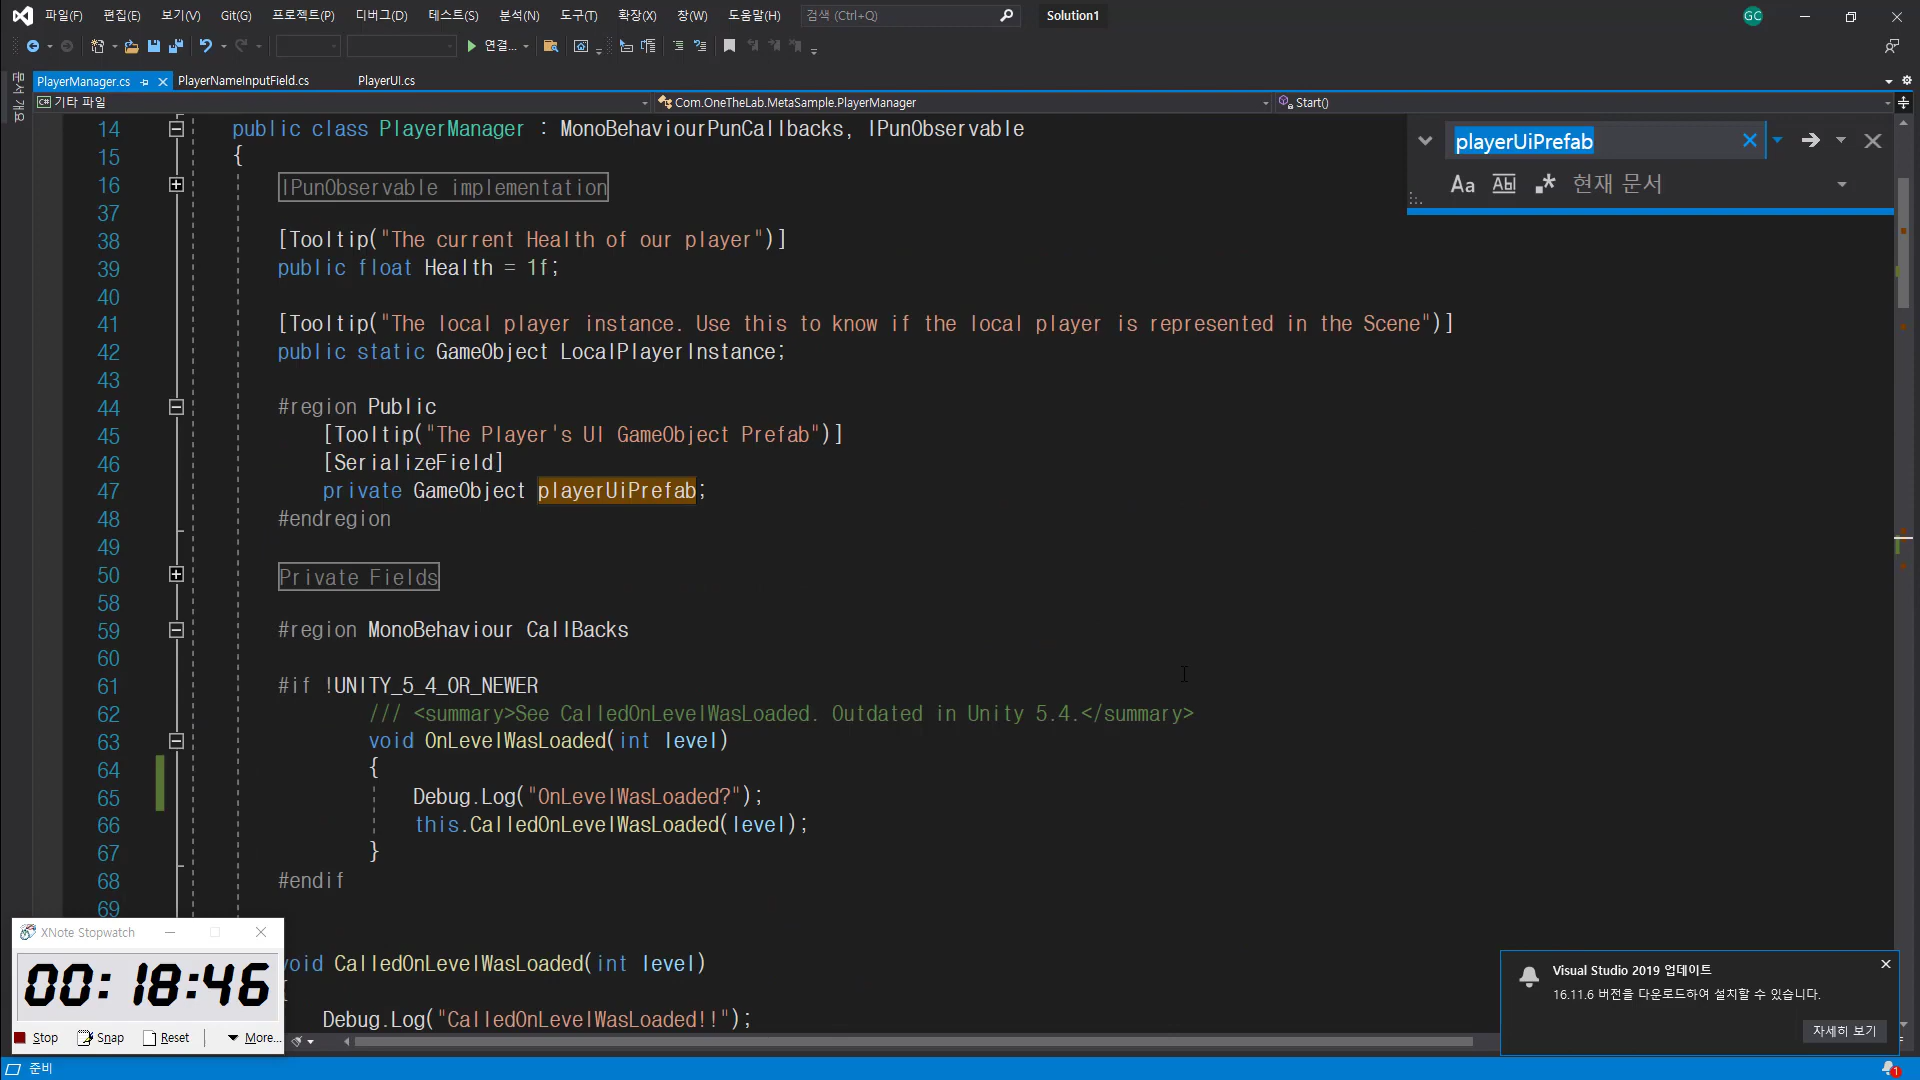 파일(F) 편집(E) 보기(V) Git(G) 프로젝트(P) 디버그(D) 테스트(S) 분석(N) 도구(T) 확장(X) 창(W) 도움말(H) 검색 (Ctrl+Q) Solution1 GC
연결...
PlayerManager.cs PlayerNameInputField.cs PlayerUI.cs
문서 개요
기타 파일 Com.OneTheLab.MetaSample.PlayerManager Start()
playerUiPrefab
Aa Abl .* 현재 문서
14 public class PlayerManager : MonoBehaviourPunCallbacks, IPunObservable
15 {
16 IPunObservable implementation
37
38 [Tooltip("The current Health of our player")]
39 public float Health = 1f;
40
41 [Tooltip("The local player instance. Use this to know if the local player is represented in the Scene")]
42 public static GameObject LocalPlayerInstance;
43
44 #region Public
45 [Tooltip("The Player's UI GameObject Prefab")]
46 [SerializeField]
47 private GameObject playerUiPrefab;
48 #endregion
49
50 Private Fields
58
59 #region MonoBehaviour CallBacks
60
61 #if !UNITY_5_4_OR_NEWER
62 /// <summary>See CalledOnLevelWasLoaded. Outdated in Unity 5.4.</summary>
63 void OnLevelWasLoaded(int level)
64 {
65 Debug.Log("OnLevelWasLoaded?");
66 this.CalledOnLevelWasLoaded(level);
67 }
68 #endif
69
void CalledOnLevelWasLoaded(int level)
{
Debug.Log("CalledOnLevelWasLoaded!!");
XNote Stopwatch
00:18:46
Stop Snap Reset More...
Visual Studio 2019 업데이트
16.11.6 버전을 다운로드하여 설치할 수 있습니다.
자세히 보기
준비 1